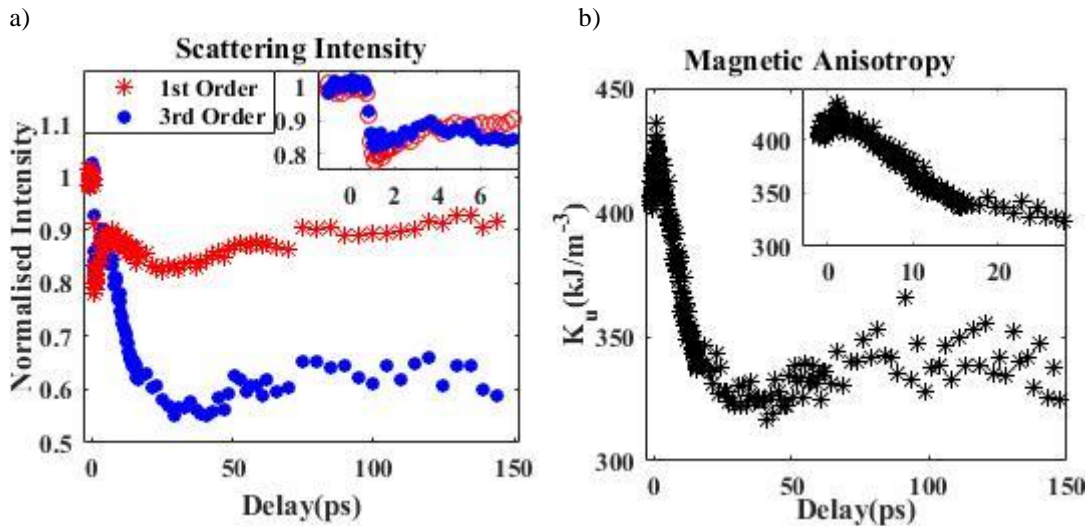 a)
Scattering Intensity
1st Order
3rd Order
1.1
1
0.9
0.8
0.7
0.6
0.5
Normalised Intensity
1
0.9
0.8
0 2 4 6
0 50 100 150
Delay(ps)
b)
Magnetic Anisotropy
450
400
350
300
K_u(kJ/m^-3)
400
350
300
0 10 20
0 50 100 150
Delay(ps)